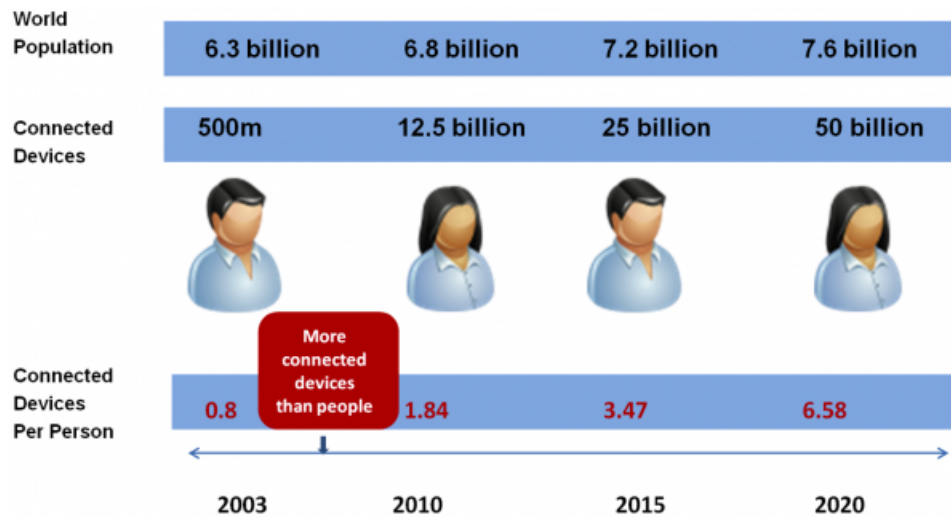 World
Population
6.3 billion 6.8 billion 7.2 billion 7.6 billion
Connected
Devices
500m 12.5 billion 25 billion 50 billion
More
connected
devices
than people
Connected
Devices
Per Person
0.8 1.84 3.47 6.58
2003 2010 2015 2020